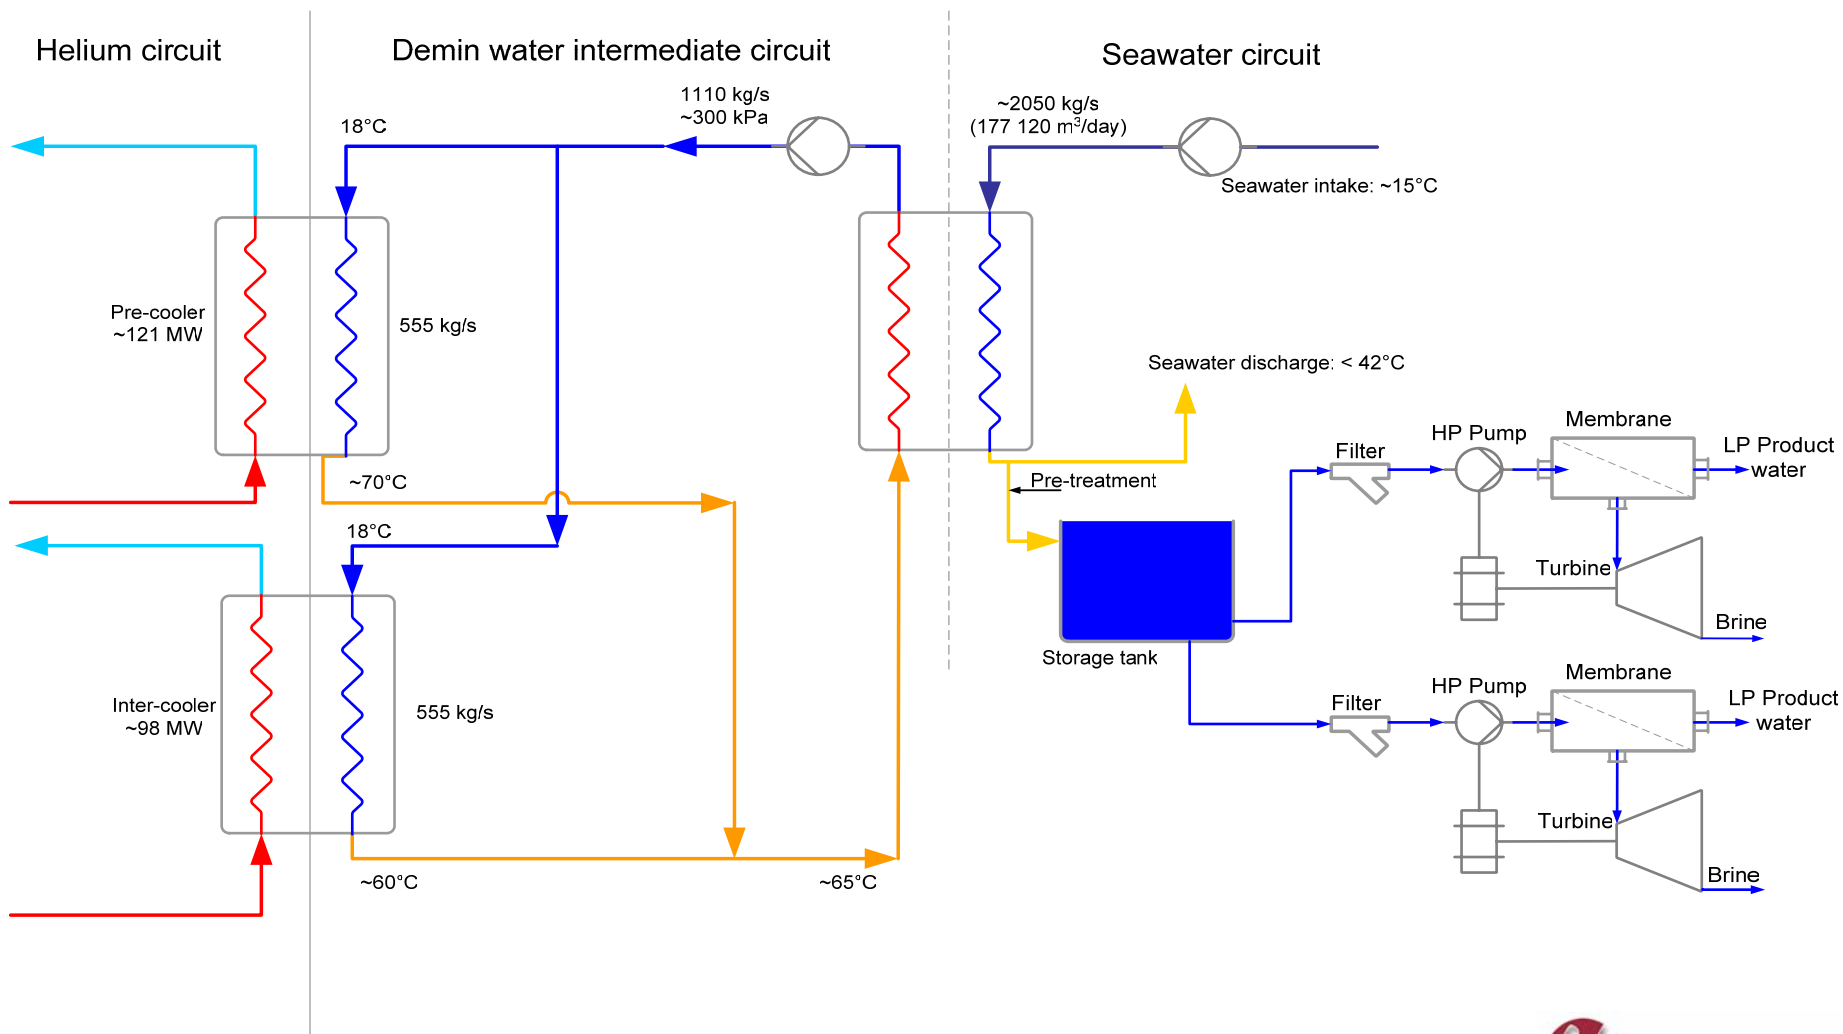 Helium circuit
Demin water intermediate circuit
Seawater circuit
1110 kg/s
~300 kPa
~2050 kg/s
(177 120 m³/day)
18°C
Seawater intake: ~15°C
Pre-cooler
~121 MW
555 kg/s
Seawater discharge: < 42°C
Membrane
HP Pump
Filter
LP Product
water
~70°C
Pre-treatment
18°C
Turbine
Brine
Storage tank
Membrane
HP Pump
Filter
LP Product
water
Inter-cooler
~98 MW
555 kg/s
Turbine
Brine
~60°C
~65°C